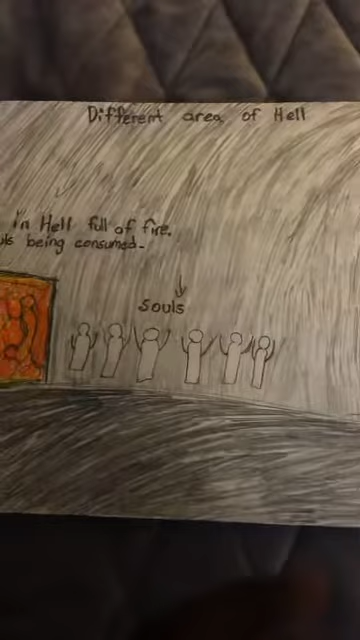 Different area of Hell
in Hell full of fire.
being consumed.
souls